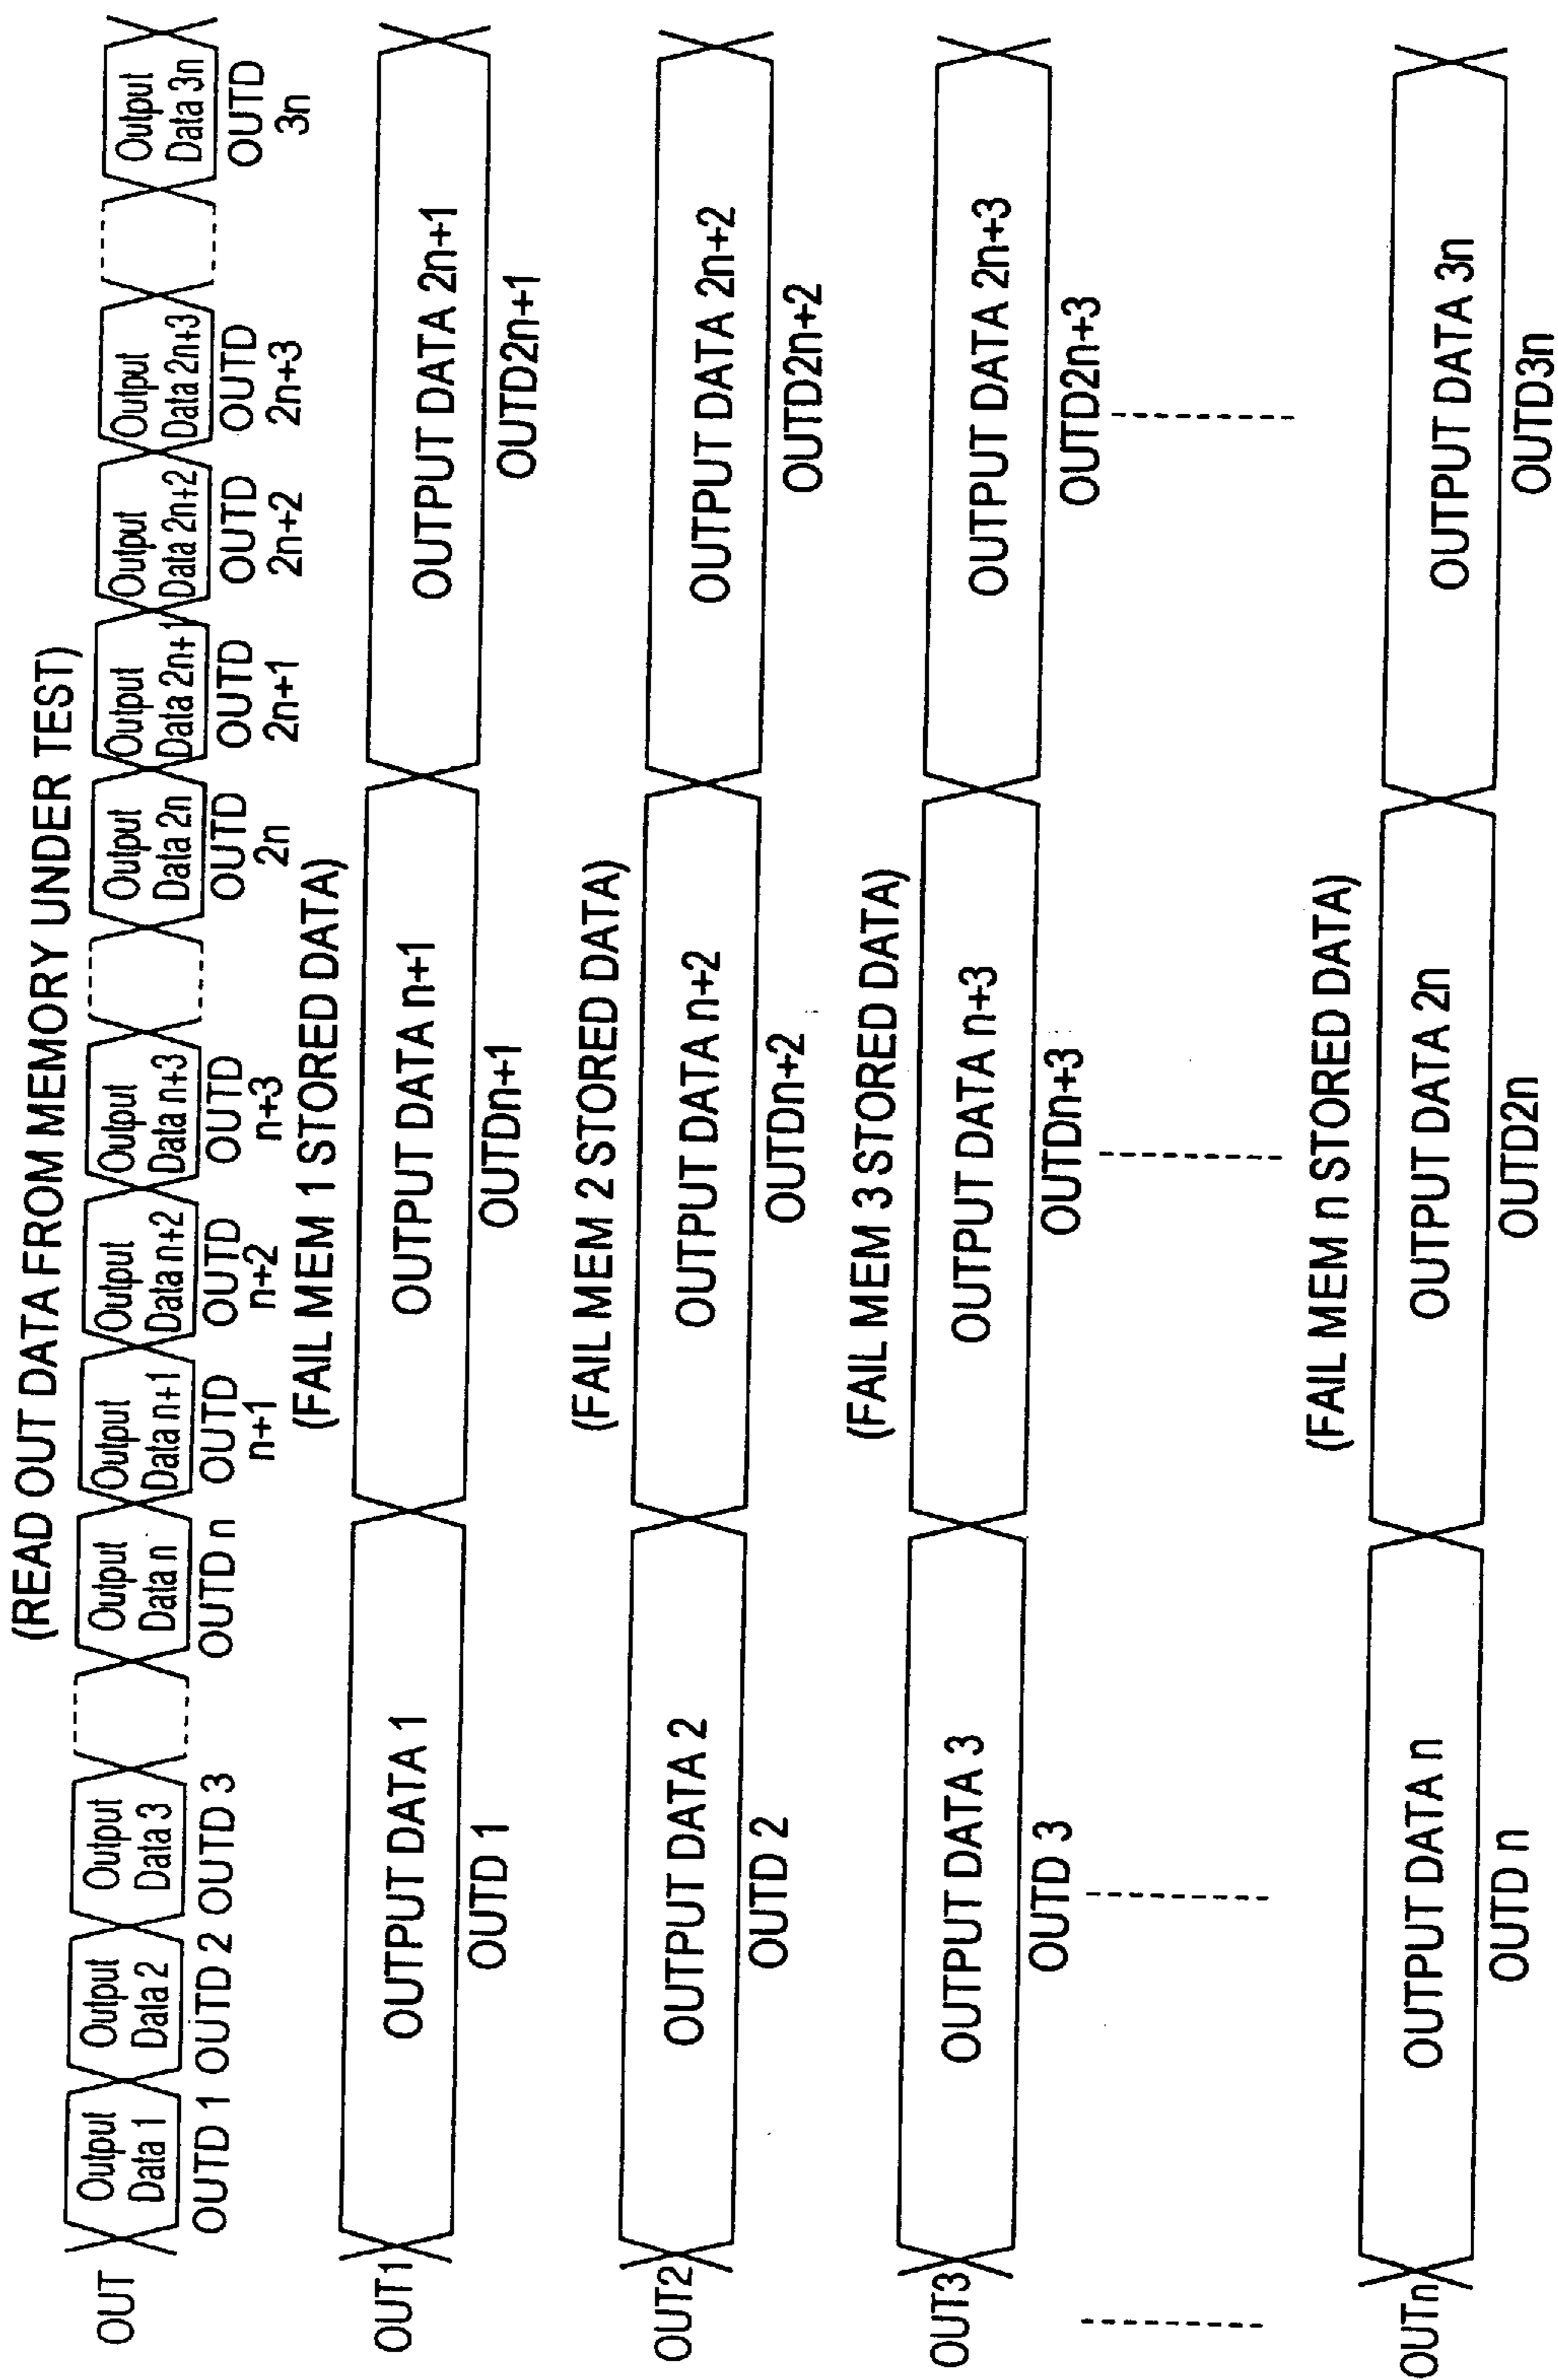 (READ OUT DATA FROM MEMORY UNDER TEST)
OUT
Output
Data 1
OUTD 1
Output
Data 2
OUTD 2
Output
Data 3
OUTD 3
Output
Data n
OUTD n
Output
Data n+1
OUTD
n+1
Output
Data n+2
OUTD
n+2
Output
Data n+3
OUTD
n+3
Output
Data 2n
OUTD
2n
Output
Data 2n+1
OUTD
2n+1
Output
Data 2n+2
OUTD
2n+2
Output
Data 2n+3
OUTD
2n+3
Output
Data 3n
OUTD
3n
(FAIL MEM 1 STORED DATA)
OUT1
OUTPUT DATA 1
OUTD 1
OUTPUT DATA n+1
OUTDn+1
OUTPUT DATA 2n+1
OUTD2n+1
(FAIL MEM 2 STORED DATA)
OUT2
OUTPUT DATA 2
OUTD 2
OUTPUT DATA n+2
OUTDn+2
OUTPUT DATA 2n+2
OUTD2n+2
(FAIL MEM 3 STORED DATA)
OUT3
OUTPUT DATA 3
OUTD 3
OUTPUT DATA n+3
OUTDn+3
OUTPUT DATA 2n+3
OUTD2n+3
(FAIL MEM n STORED DATA)
OUTn
OUTPUT DATA n
OUTD n
OUTPUT DATA 2n
OUTD2n
OUTPUT DATA 3n
OUTD3n